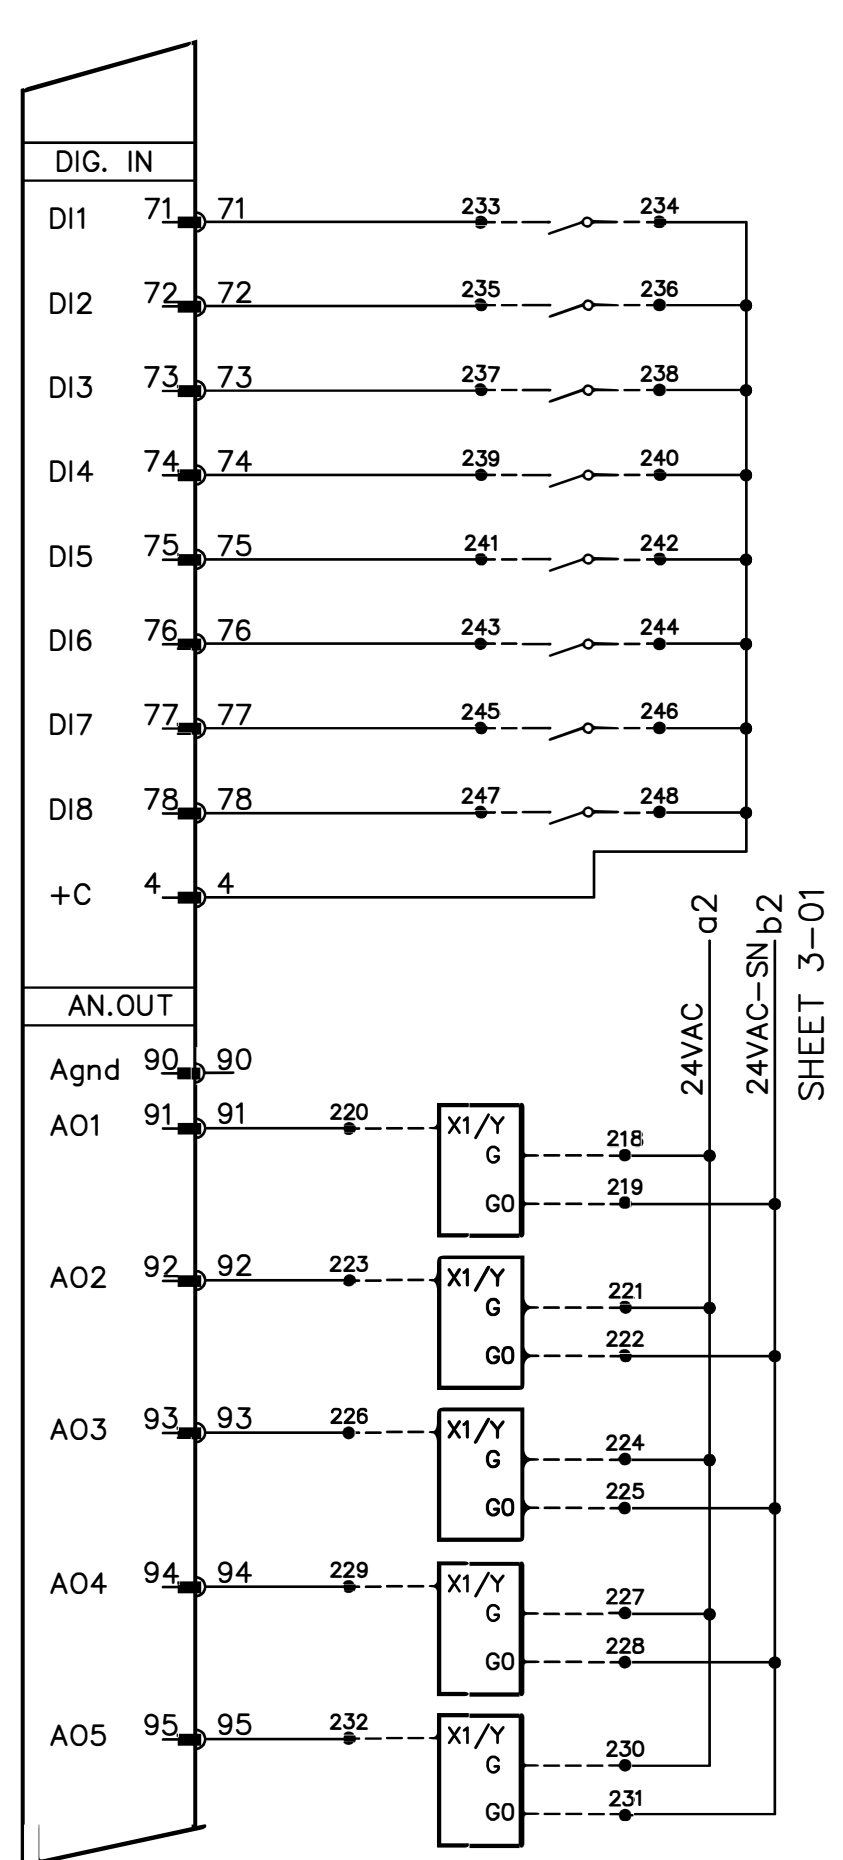 DIG. IN
DI1 71 71 233 234
DI2 72 72 235 236
DI3 73 73 237 238
DI4 74 74 239 240
DI5 75 75 241 242
DI6 76 76 243 244
DI7 77 77 245 246
DI8 78 78 247 248
+C 4 4
a2
b2
24VAC
24VAC-SN
SHEET 3-01
AN.OUT
Agnd 90 90
AO1 91 91 220 X1/Y
G 218
G0 219
AO2 92 92 223 X1/Y
G 221
G0 222
AO3 93 93 226 X1/Y
G 224
G0 225
AO4 94 94 229 X1/Y
G 227
G0 228
AO5 95 95 232 X1/Y
G 230
G0 231